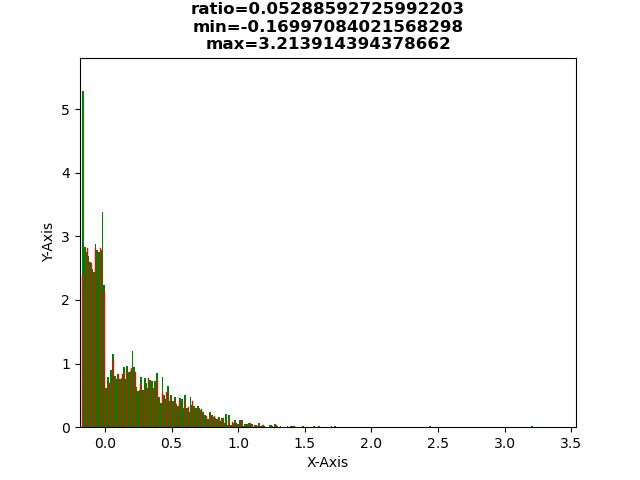 ratio=0.05288592725992203
min=-0.16997084021568298
max=3.213914394378662
Y-Axis
5
4
3
2
1
0
0.0 0.5 1.0 1.5 2.0 2.5 3.0 3.5
X-Axis